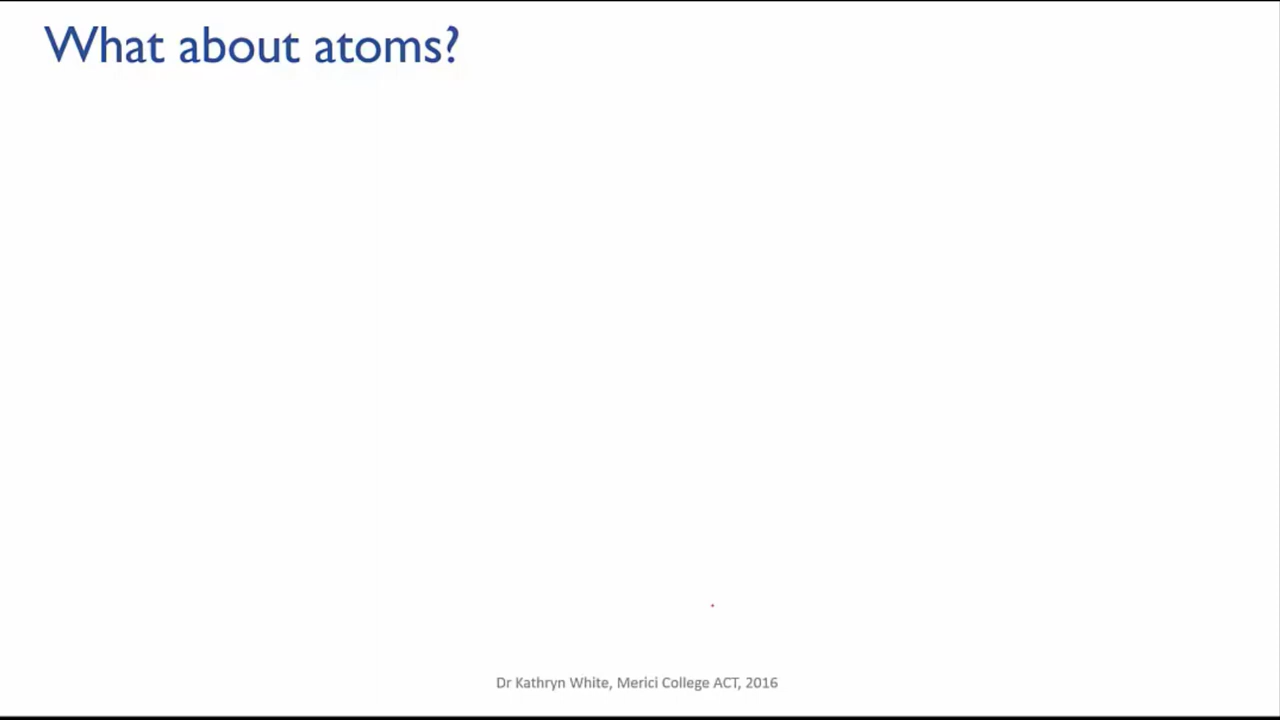 What about atoms?
Dr Kathryn White, Merici College ACT, 2016